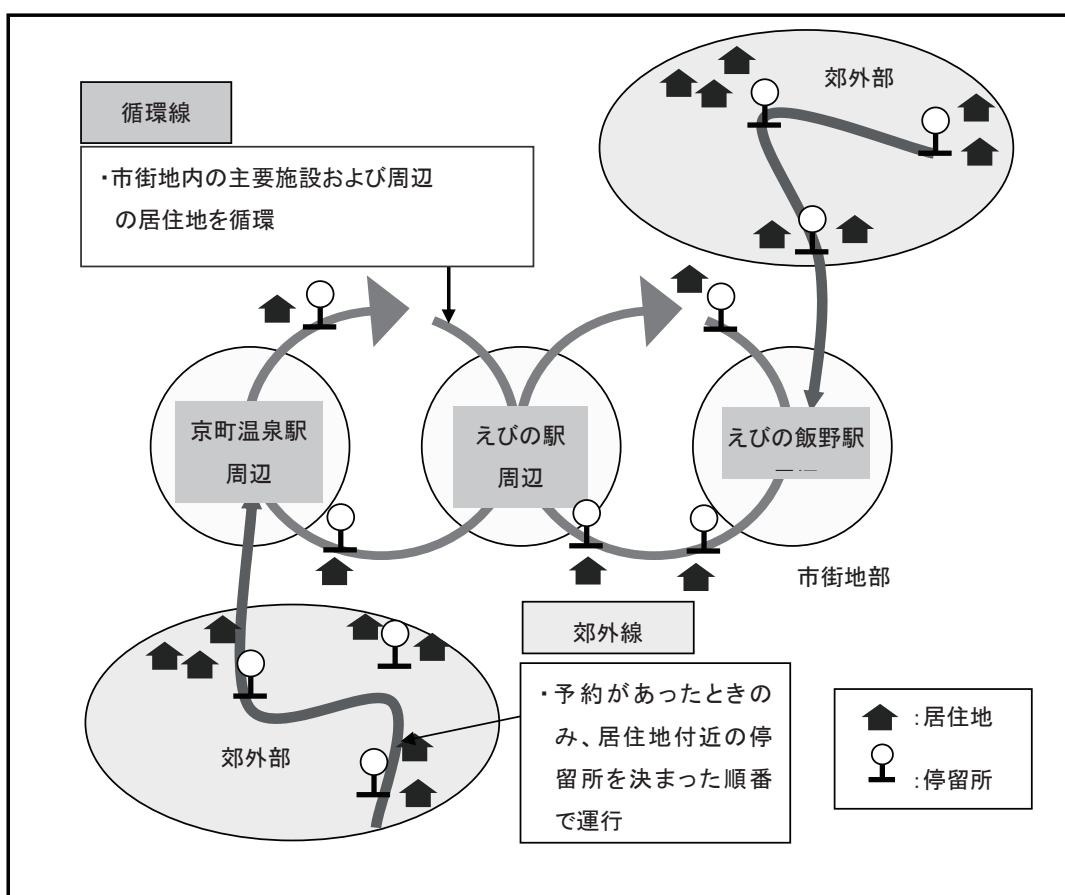 循環線
・市街地内の主要施設および周辺
の居住地を循環
郊外部
京町温泉駅
周辺
えびの駅
周辺
えびの飯野駅
市街地部
郊外線
・予約があったときの
み、居住地付近の停
留所を決まった順番
で運行
郊外部
:居住地
:停留所